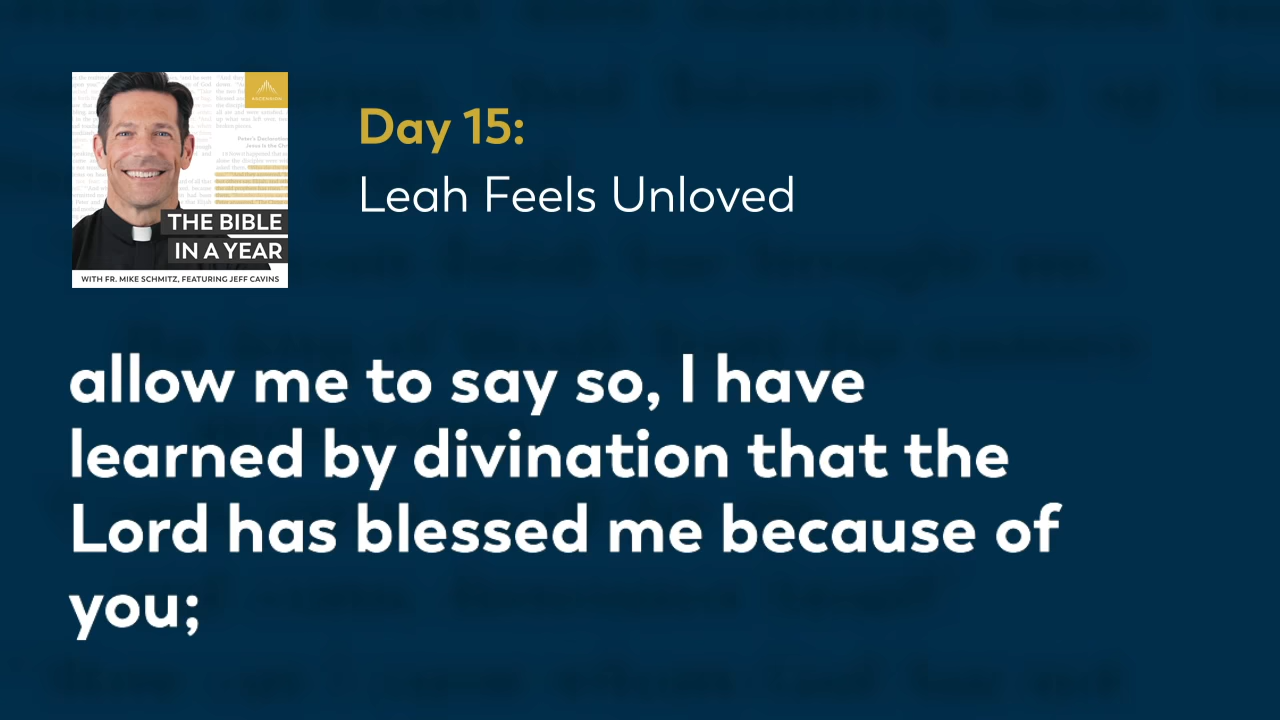 ASCENSION
THE BIBLE
IN A YEAR
WITH FR. MIKE SCHMITZ, FEATURING JEFF CAVINS
Day 15:
Leah Feels Unloved
allow me to say so, I have
learned by divination that the
Lord has blessed me because of
you;